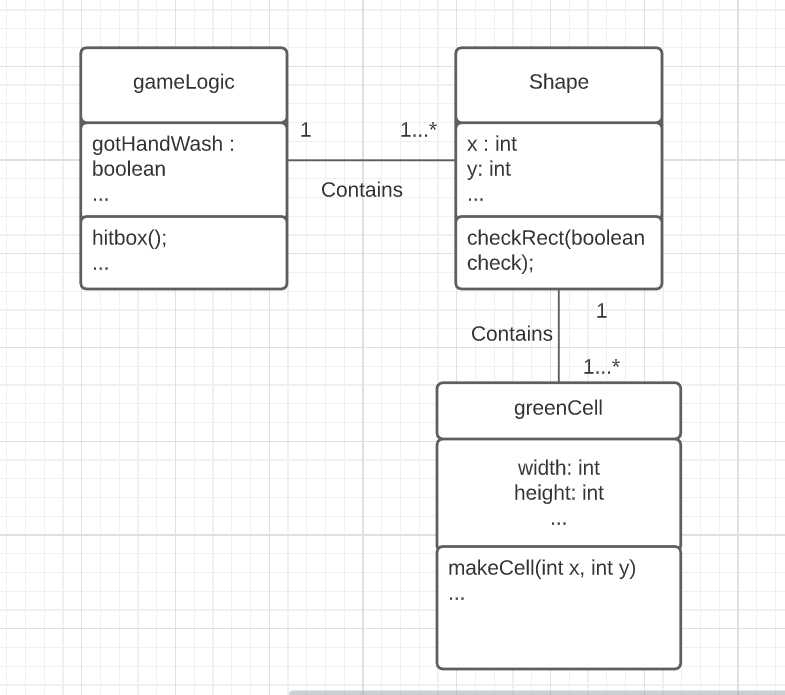 gameLogic
gotHandWash :
boolean
...
hitbox();
...
1
1...*
Contains
Shape
x : int
y: int
...
checkRect(boolean
check);
1
Contains
1...*
greenCell
width: int
height: int
...
makeCell(int x, int y)
...